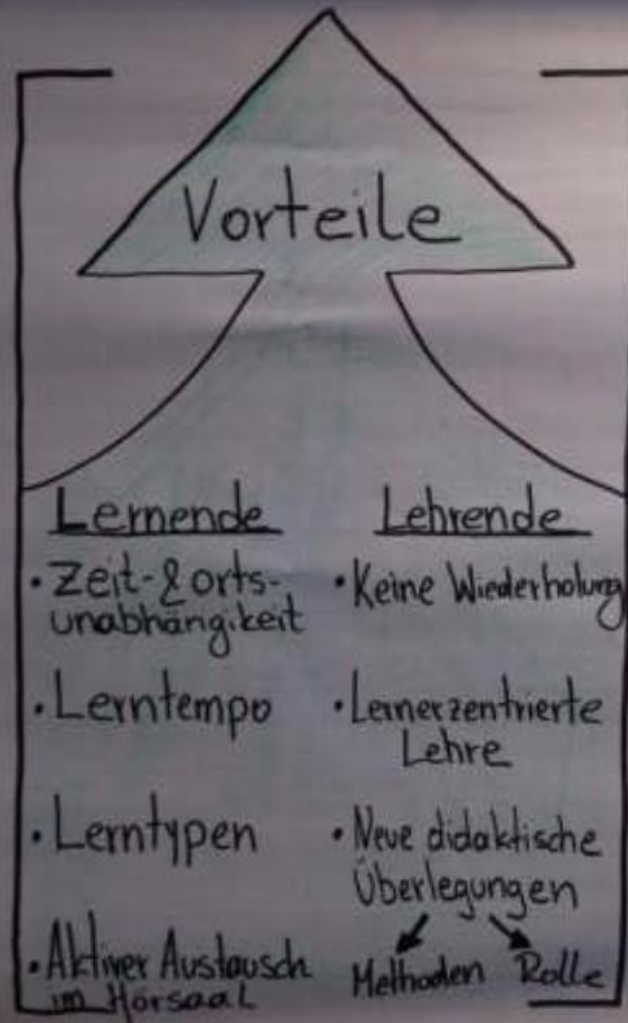 Vorteile
Lernende
• Zeit- & orts-
unabhängikeit
• Lerntempo
• Lerntypen
• Aktiver Austausch
im Hörsaal
Lehrende
• Keine Wiederholung
• Lernerzentrierte
Lehre
• Neue didaktische
Überlegungen
Methoden Rolle